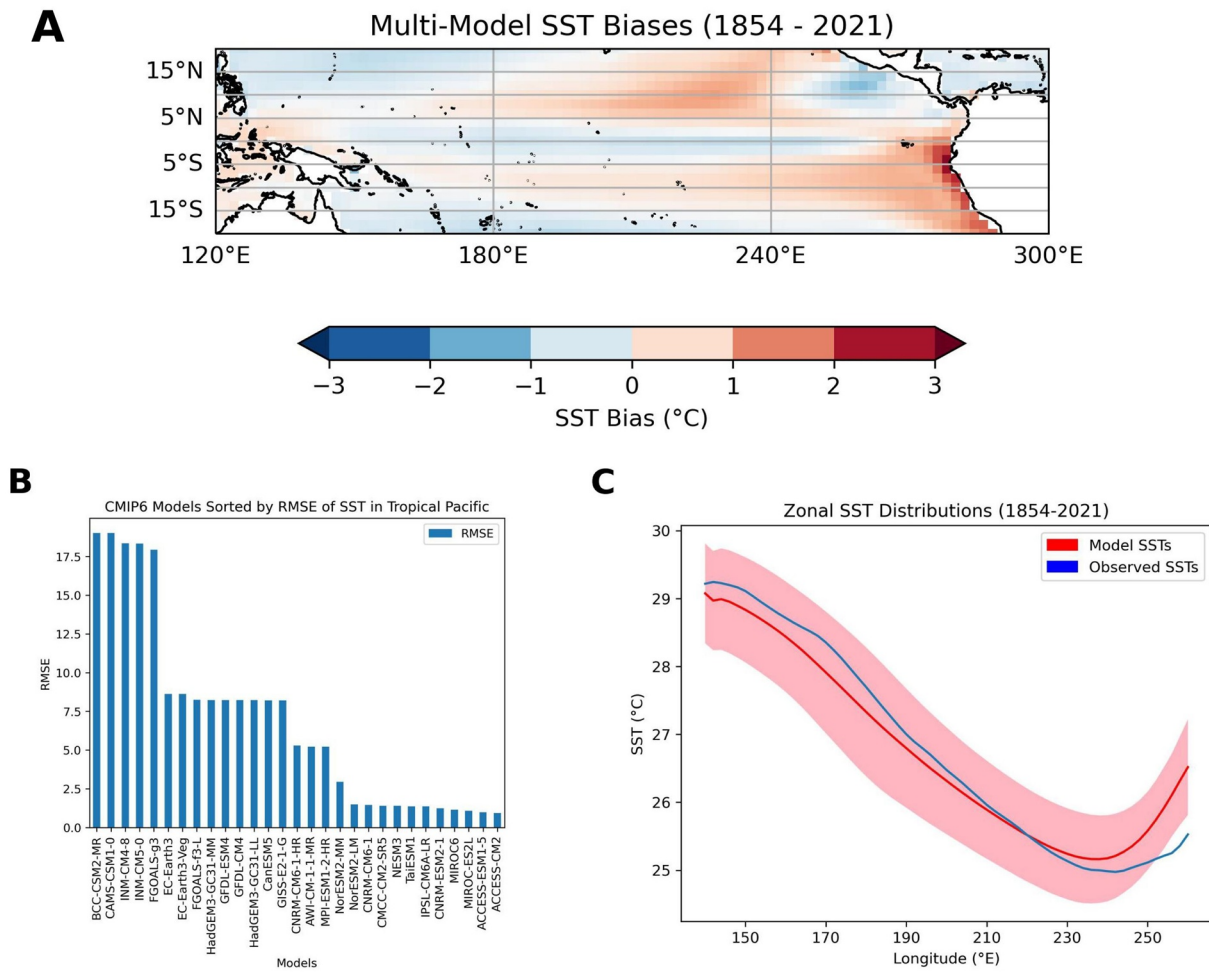 A
Multi-Model SST Biases (1854 - 2021)
15°N
5°N
5°S
15°S
120°E 180°E 240°E 300°E
−3 −2 −1 0 1 2 3
SST Bias (°C)
B
CMIP6 Models Sorted by RMSE of SST in Tropical Pacific
RMSE
17.5
15.0
12.5
10.0
7.5
5.0
2.5
0.0
RMSE
BCC-CSM2-MR
CAMS-CSM1-0
INM-CM4-8
INM-CM5-0
FGOALS-g3
EC-Earth3
EC-Earth3-Veg
FGOALS-f3-L
HadGEM3-GC31-MM
GFDL-ESM4
GFDL-CM4
HadGEM3-GC31-LL
CanESM5
GISS-E2-1-G
CNRM-CM6-1-HR
AWI-CM-1-1-MR
MPI-ESM1-2-HR
NorESM2-MM
NorESM2-LM
CNRM-CM6-1
CMCC-CM2-SR5
NESM3
TaiESM1
IPSL-CM6A-LR
CNRM-ESM2-1
MIROC6
MIROC-ES2L
ACCESS-ESM1-5
ACCESS-CM2
Models
C
Zonal SST Distributions (1854-2021)
Model SSTs
Observed SSTs
30
29
28
27
26
25
SST (°C)
150 170 190 210 230 250
Longitude (°E)